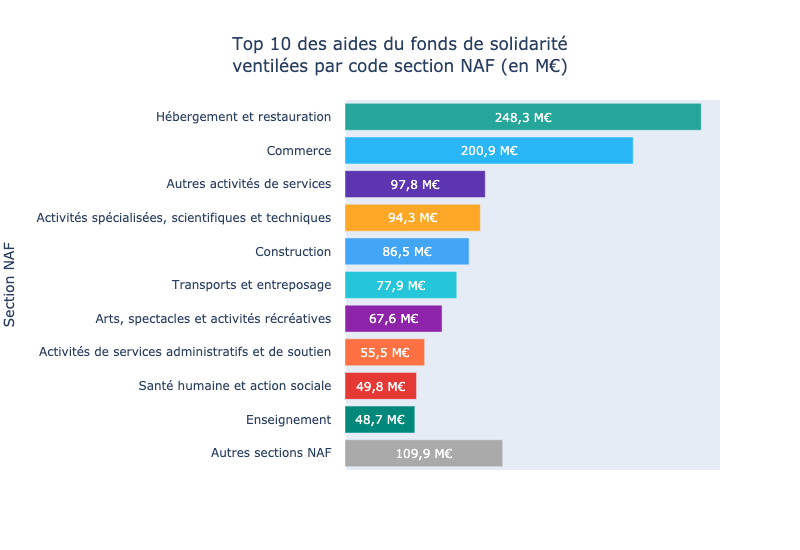 Top 10 des aides du fonds de solidarité
ventilées par code section NAF (en M€)
Section NAF
Hébergement et restauration 248,3 M€
Commerce 200,9 M€
Autres activités de services 97,8 M€
Activités spécialisées, scientifiques et techniques 94,3 M€
Construction 86,5 M€
Transports et entreposage 77,9 M€
Arts, spectacles et activités récréatives 67,6 M€
Activités de services administratifs et de soutien 55,5 M€
Santé humaine et action sociale 49,8 M€
Enseignement 48,7 M€
Autres sections NAF 109,9 M€